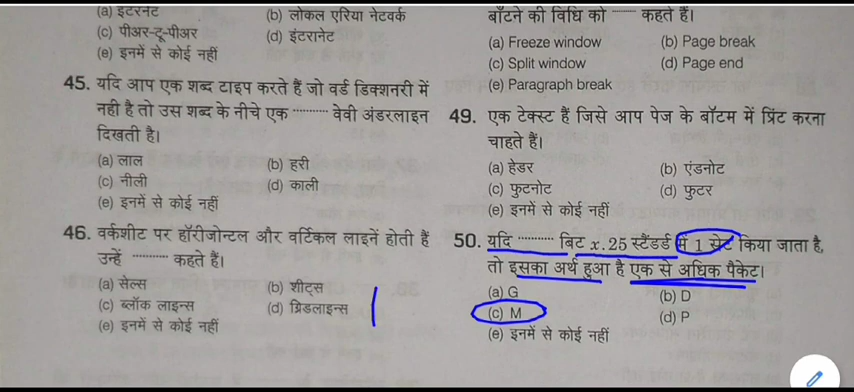 (a) इंटरनेट (b) लोकल एरिया नेटवर्क
(c) पीअर-टू-पीअर (d) इंटरानेट
(e) इनमें से कोई नहीं
45. यदि आप एक शब्द टाइप करते हैं जो वर्ड डिक्शनरी में
नही है तो उस शब्द के नीचे एक .......... वेवी अंडरलाइन
दिखती है।
(a) लाल (b) हरी
(c) नीली (d) काली
(e) इनमें से कोई नहीं
46. वर्कशीट पर हॉरीजोन्टल और वर्टिकल लाइनें होती हैं
उन्हें .......... कहते हैं।
(a) सेल्स (b) शीट्स
(c) ब्लॉक लाइन्स (d) ग्रिडलाइन्स
(e) इनमें से कोई नहीं
बाँटने की विधि को ....... कहते हैं।
(a) Freeze window (b) Page break
(c) Split window (d) Page end
(e) Paragraph break
49. एक टेक्स्ट हैं जिसे आप पेज के बॉटम में प्रिंट करना
चाहते हैं।
(a) हेडर (b) एंडनोट
(c) फुटनोट (d) फुटर
(e) इनमें से कोई नहीं
50. यदि .......... बिट x.25 स्टैंडर्ड में 1 सेट किया जाता है,
तो इसका अर्थ हुआ है एक से अधिक पैकेट।
(a) G (b) D
(c) M (d) P
(e) इनमें से कोई नहीं